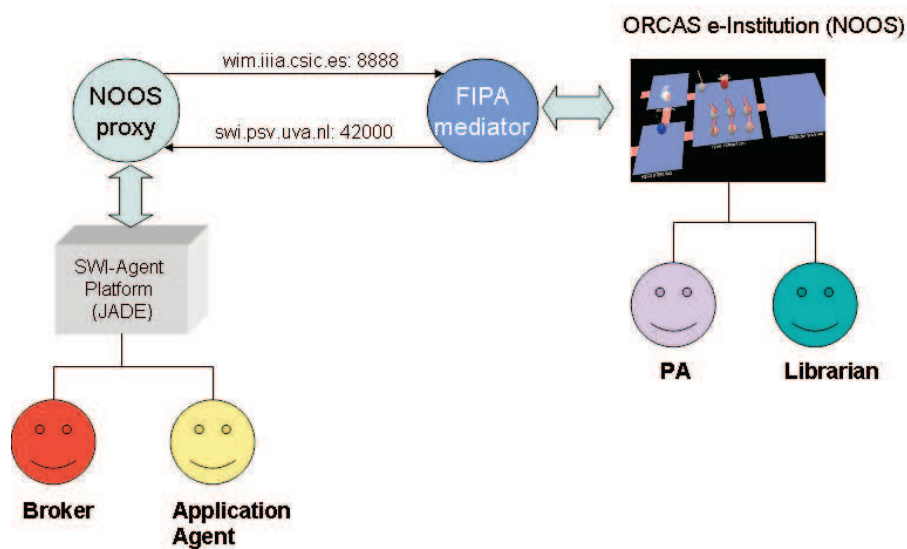 ORCAS e-Institution (NOOS)
wim.iiia.csic.es: 8888
NOOS
proxy
FIPA
mediator
swi.psv.uva.nl: 42000
SWI-Agent
Platform
(JADE)
PA
Librarian
Broker
Application
Agent